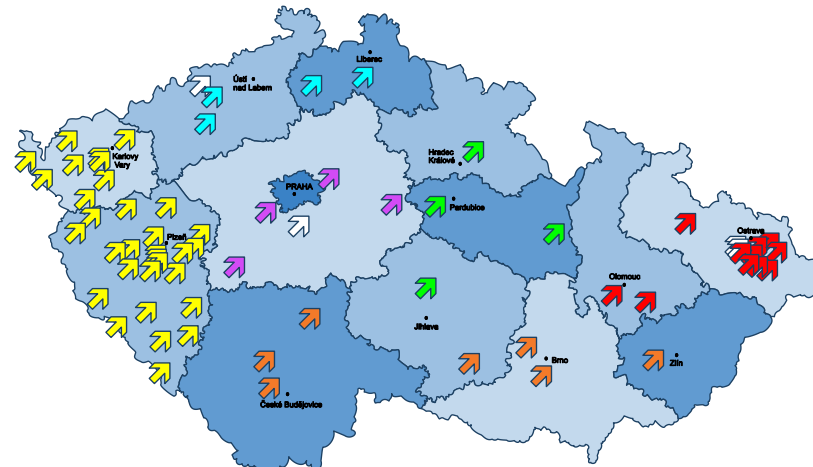 Liberec
Ústí
nad Labem
Karlovy
Vary
Hradec
Králové
PRAHA
Pardubice
Plzeň
Ostrava
Olomouc
Jihlava
Brno
Zlín
České Budějovice